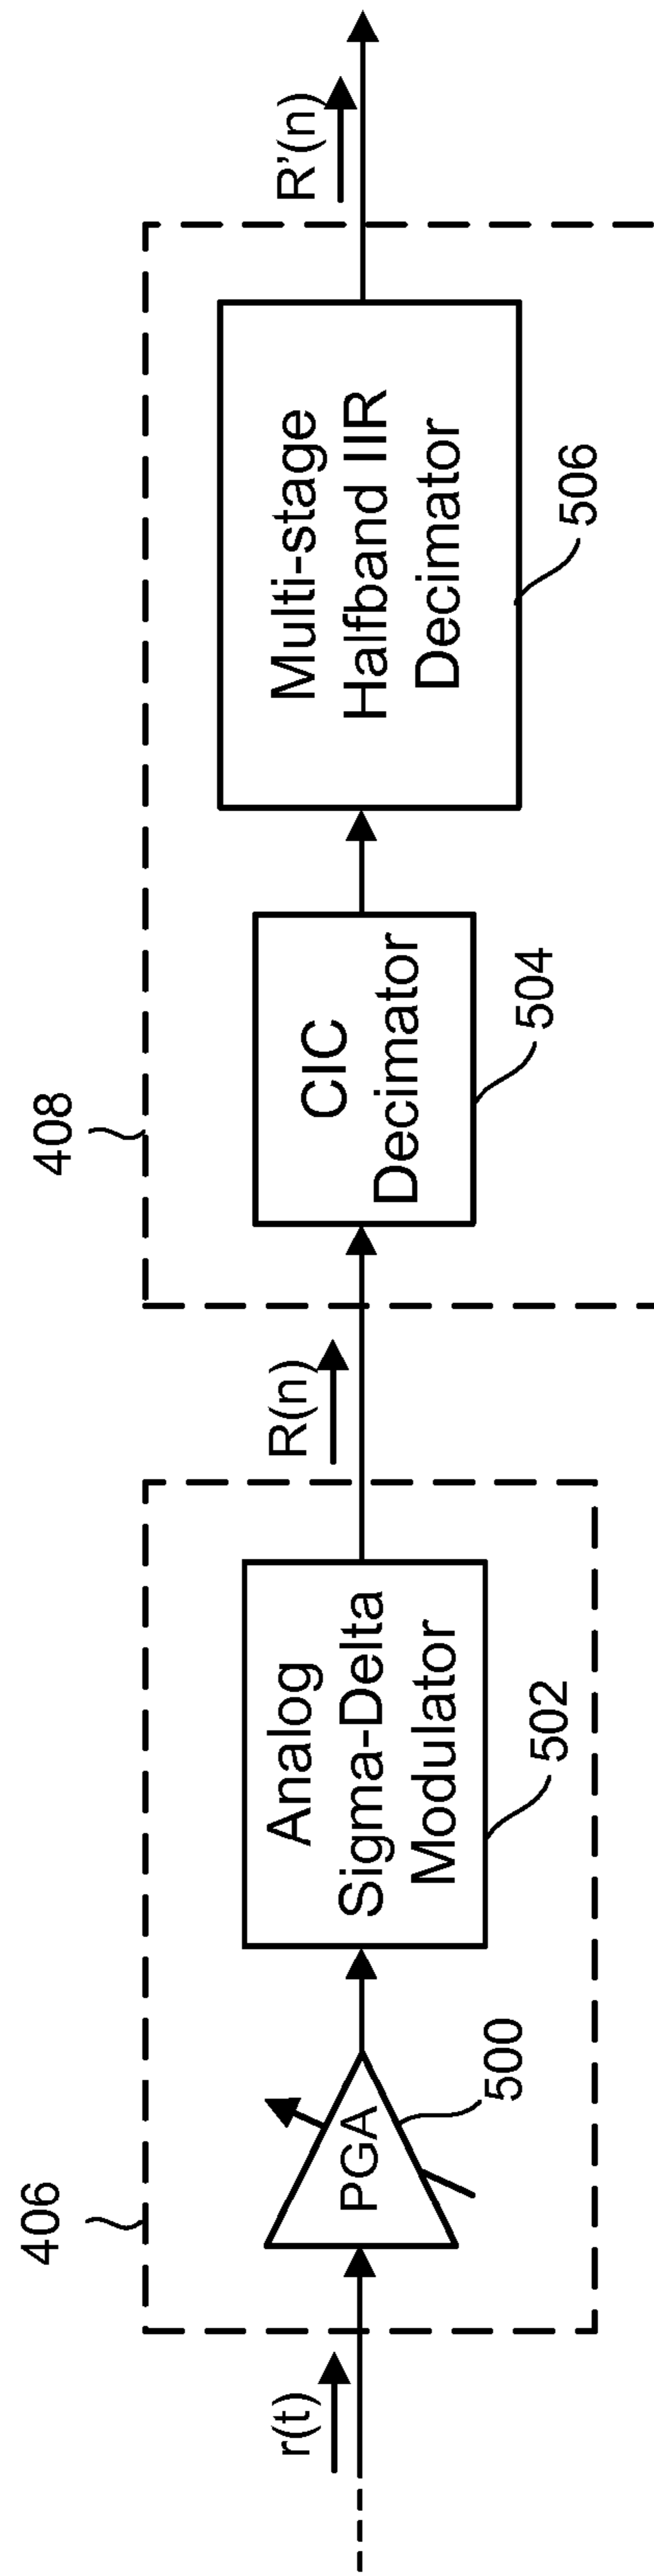 406
408
r(t)
PGA
500
Analog
Sigma-Delta
Modulator
502
R(n)
CIC
Decimator
504
Multi-stage
Halfband IIR
Decimator
506
R'(n)